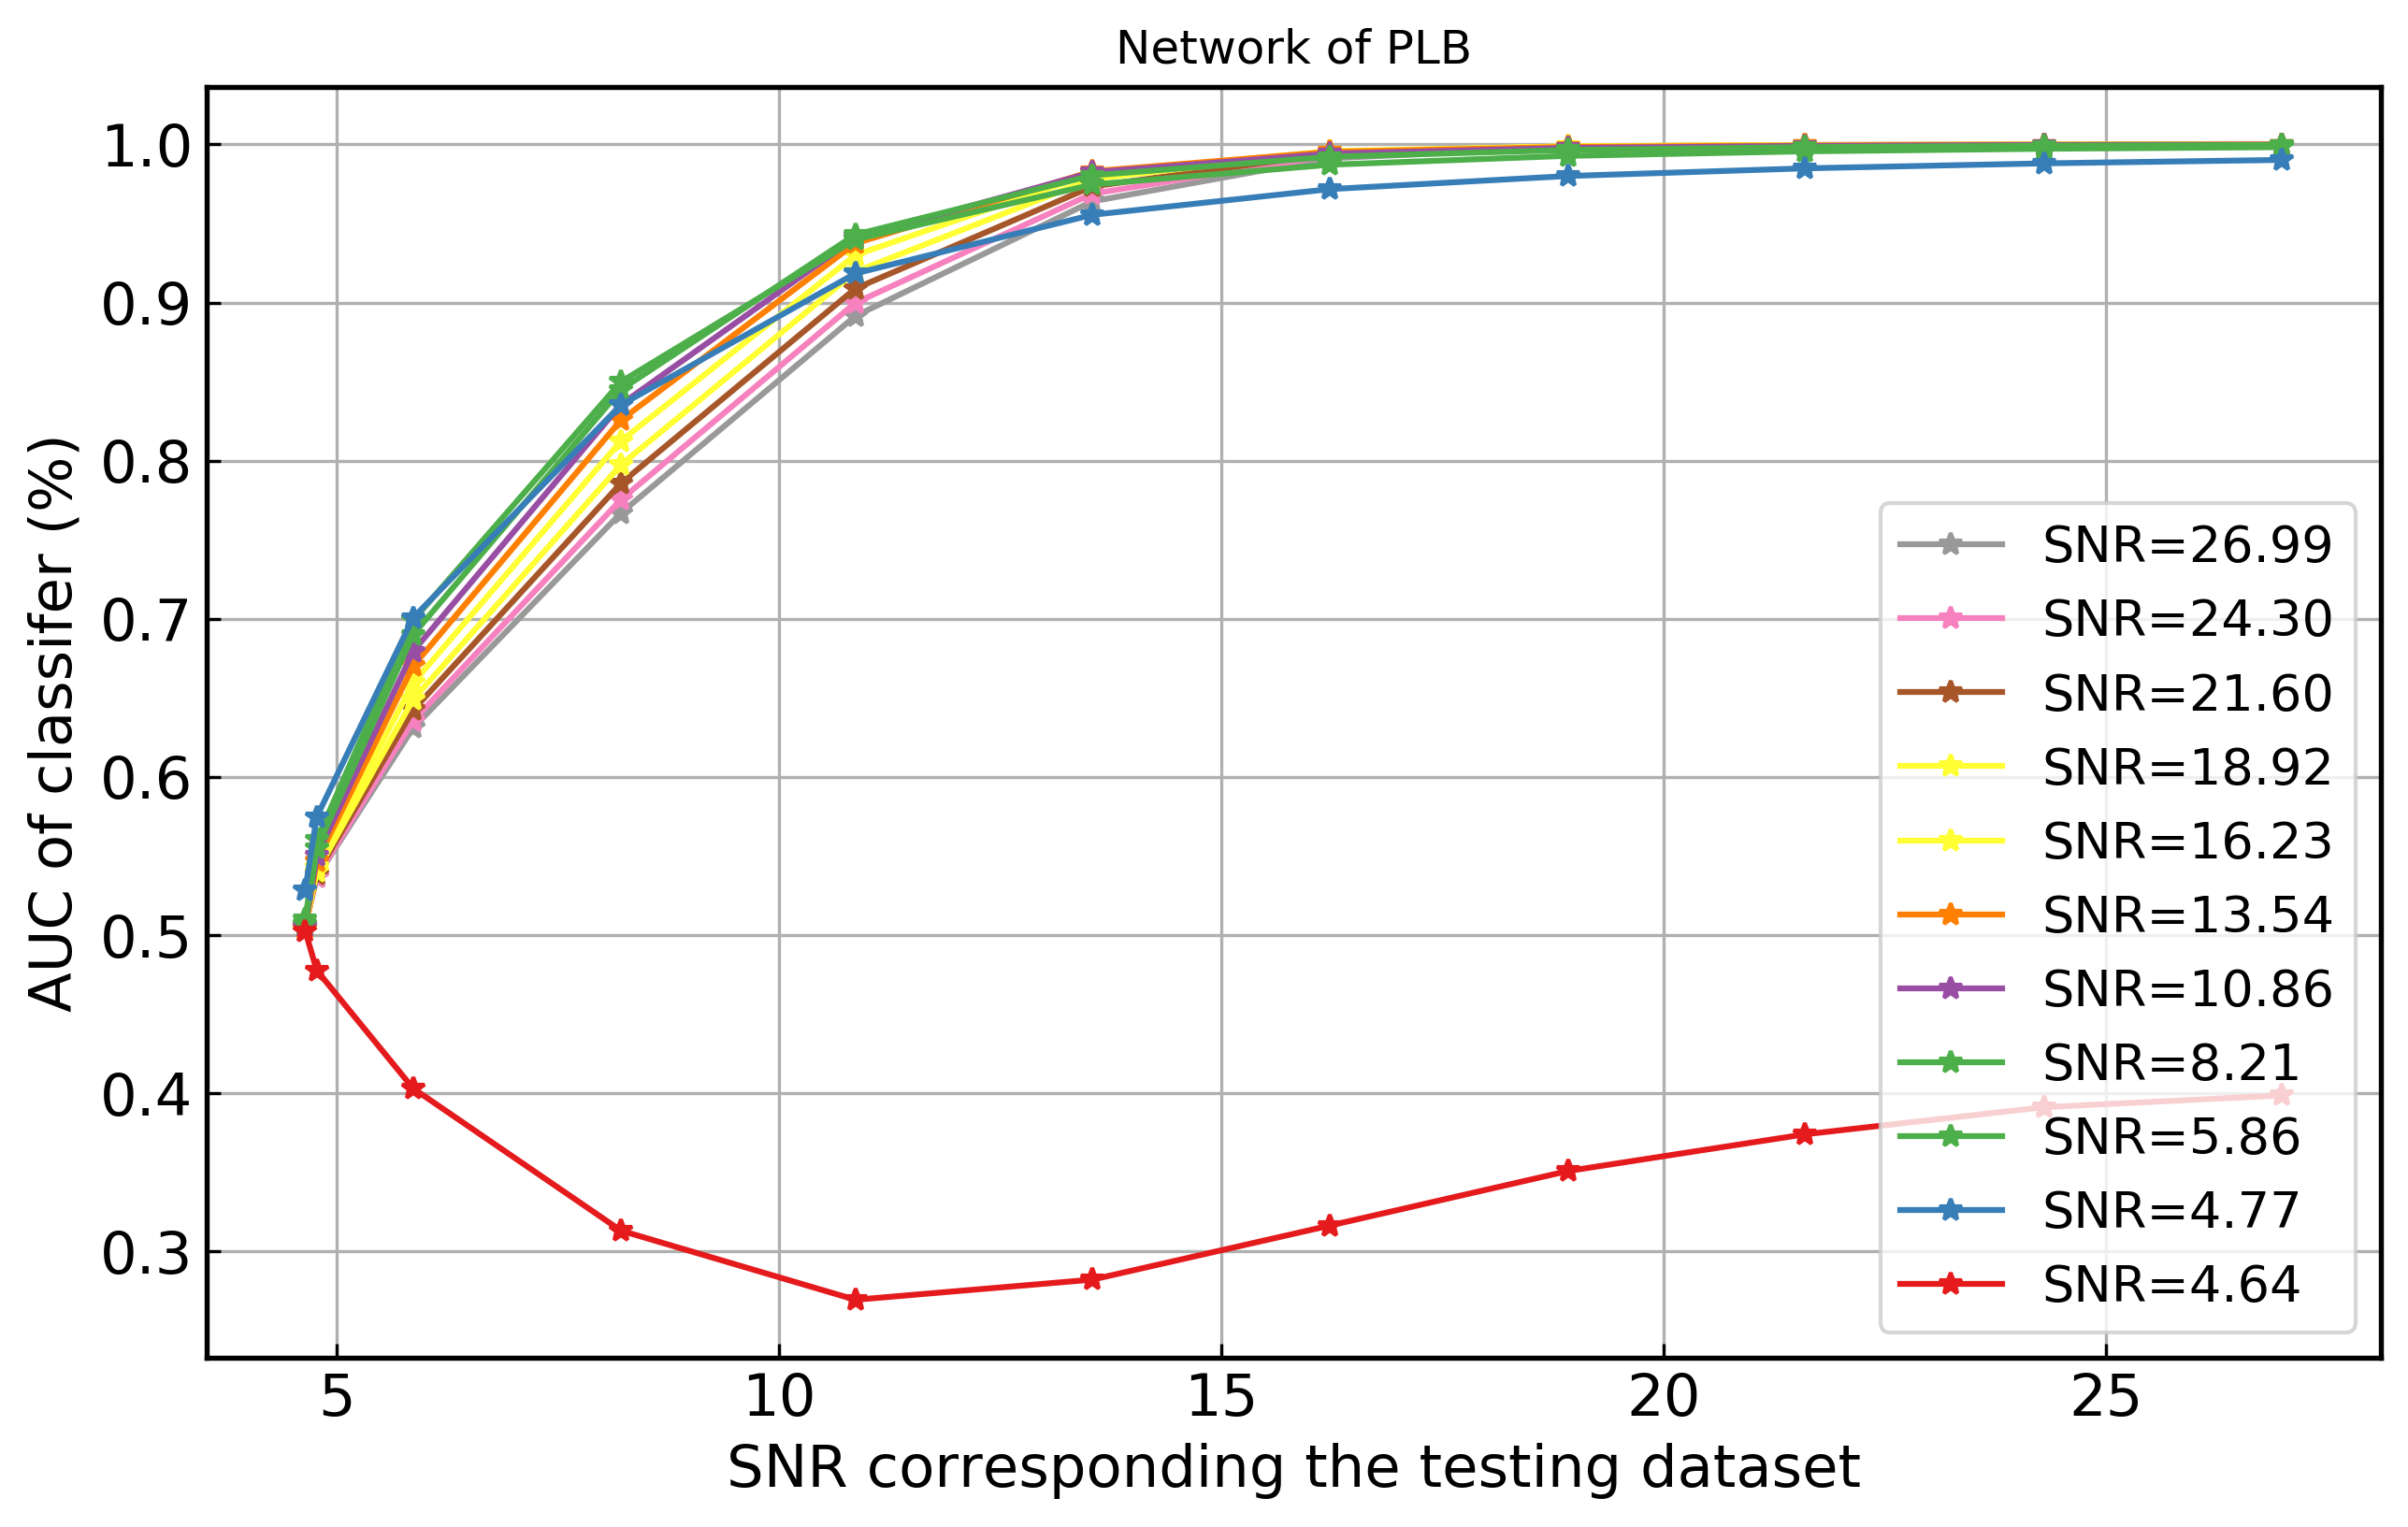 Network of PLB
1.0
0.9
0.8
0.7
0.6
0.5
0.4
0.3
AUC of classifer (%)
SNR=26.99
SNR=24.30
SNR=21.60
SNR=18.92
SNR=16.23
SNR=13.54
SNR=10.86
SNR=8.21
SNR=5.86
SNR=4.77
SNR=4.64
5 10 15 20 25
SNR corresponding the testing dataset